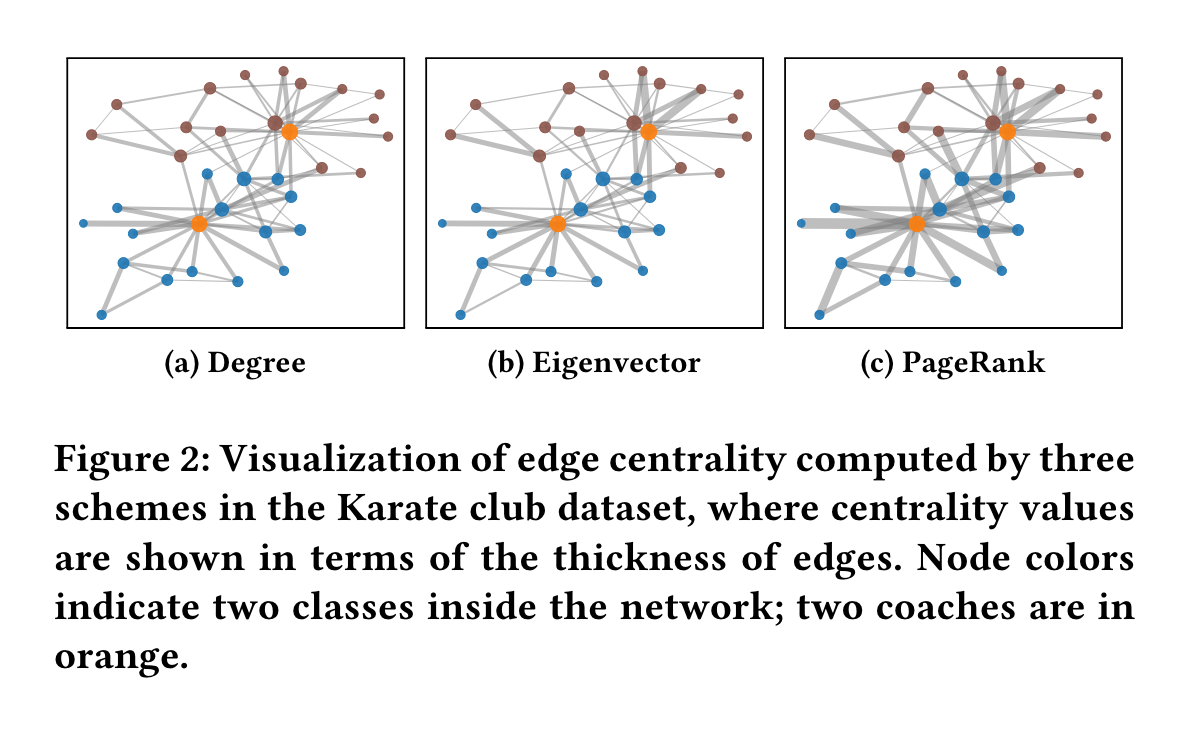 (a) Degree
(b) Eigenvector
(c) PageRank
Figure 2: Visualization of edge centrality computed by three
schemes in the Karate club dataset, where centrality values
are shown in terms of the thickness of edges. Node colors
indicate two classes inside the network; two coaches are in
orange.